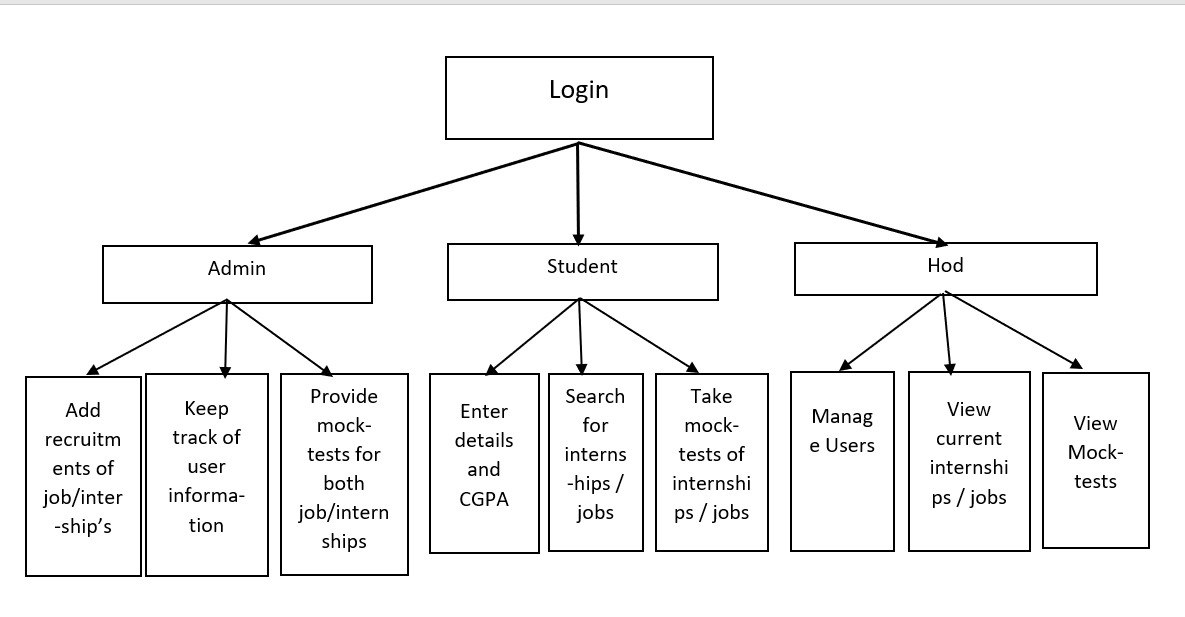 Login
Admin
Student
Hod
Add
recruitm
ents of
job/inter
-ship’s
Keep
track of
user
informa-
tion
Provide
mock-
tests for
both
job/intern
ships
Enter
details
and
CGPA
Search
for
interns
-hips /
jobs
Take
mock-
tests of
internshi
ps / jobs
Manag
e Users
View
current
internshi
ps / jobs
View
Mock-
tests